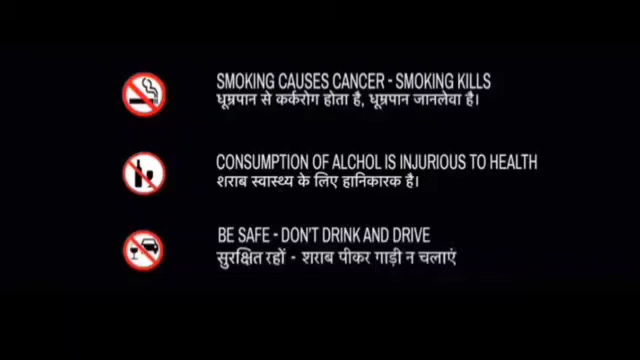 SMOKING CAUSES CANCER - SMOKING KILLS
धूम्रपान से कर्करोग होता है, धूम्रपान जानलेवा है।
CONSUMPTION OF ALCHOL IS INJURIOUS TO HEALTH
शराब स्वास्थ्य के लिए हानिकारक है।
BE SAFE - DON'T DRINK AND DRIVE
सुरक्षित रहों - शराब पीकर गाड़ी न चलाएं